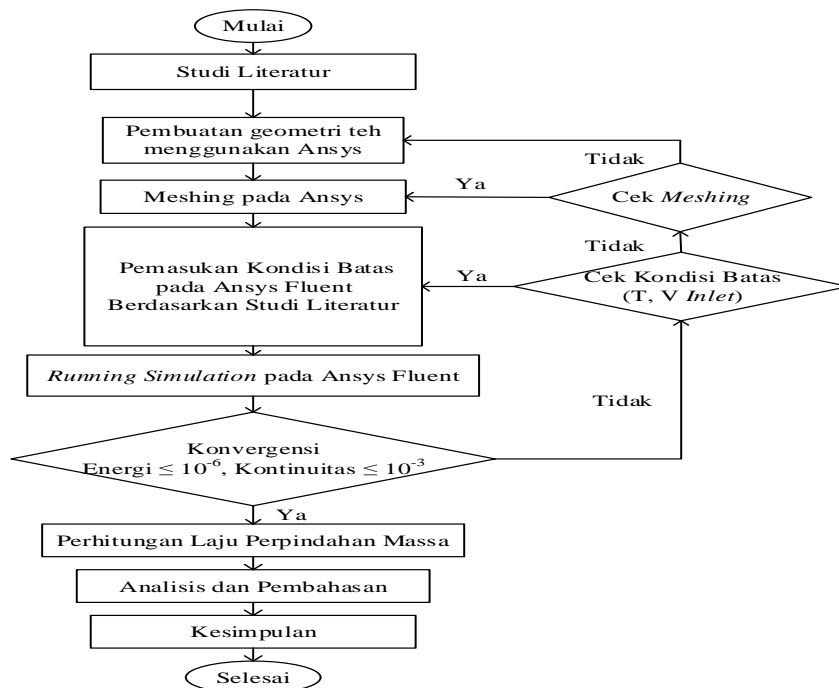 Mulai
Studi Literatur
Pembuatan geometri teh
menggunakan Ansys
Tidak
Meshing pada Ansys
Ya
Cek Meshing
Tidak
Pemasukan Kondisi Batas
pada Ansys Fluent
Berdasarkan Studi Literatur
Ya
Cek Kondisi Batas
(T, V Inlet)
Running Simulation pada Ansys Fluent
Tidak
Konvergensi
Energi ≤ 10⁻⁶, Kontinuitas ≤ 10⁻³
Ya
Perhitungan Laju Perpindahan Massa
Analisis dan Pembahasan
Kesimpulan
Selesai